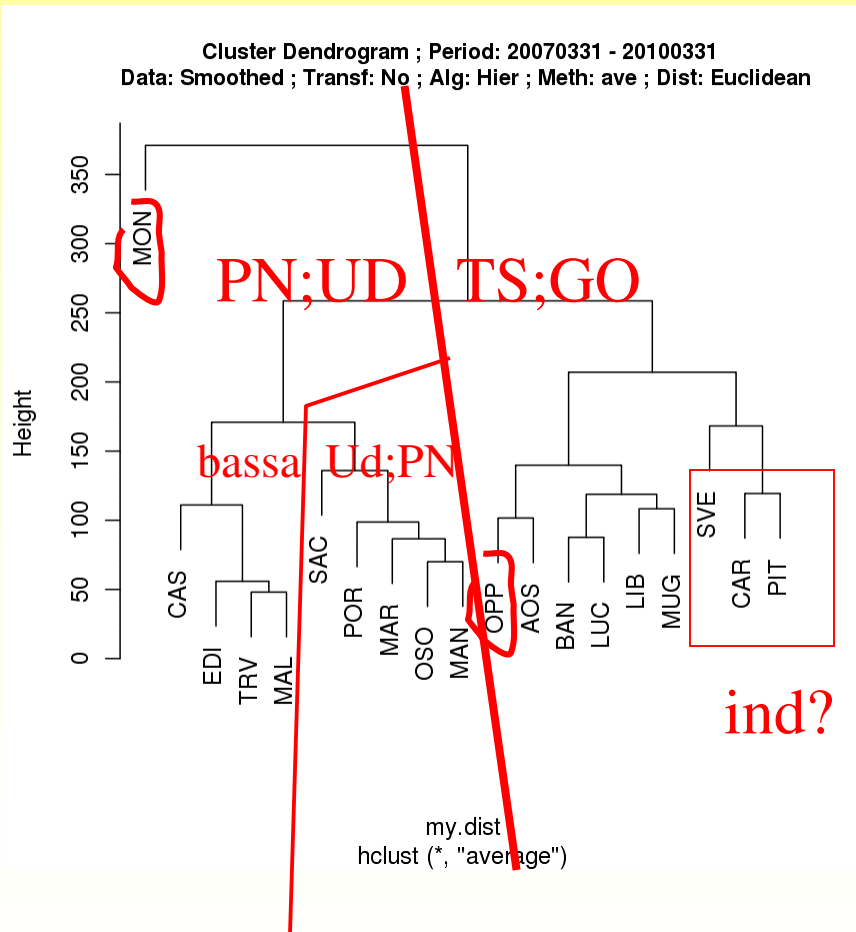 Cluster Dendrogram ; Period: 20070331 - 20100331
Data: Smoothed ; Transf: No ; Alg: Hier ; Meth: ave ; Dist: Euclidean
Height
350
300
250
200
150
100
50
0
MON
PN;UD
TS;GO
bassa
Ud;PN
CAS
EDI
TRV
MAL
SAC
POR
MAR
OSO
MAN
OPP
AOS
BAN
LUC
LIB
MUG
SVE
CAR
PIT
ind?
my.dist
hclust (*, "average")